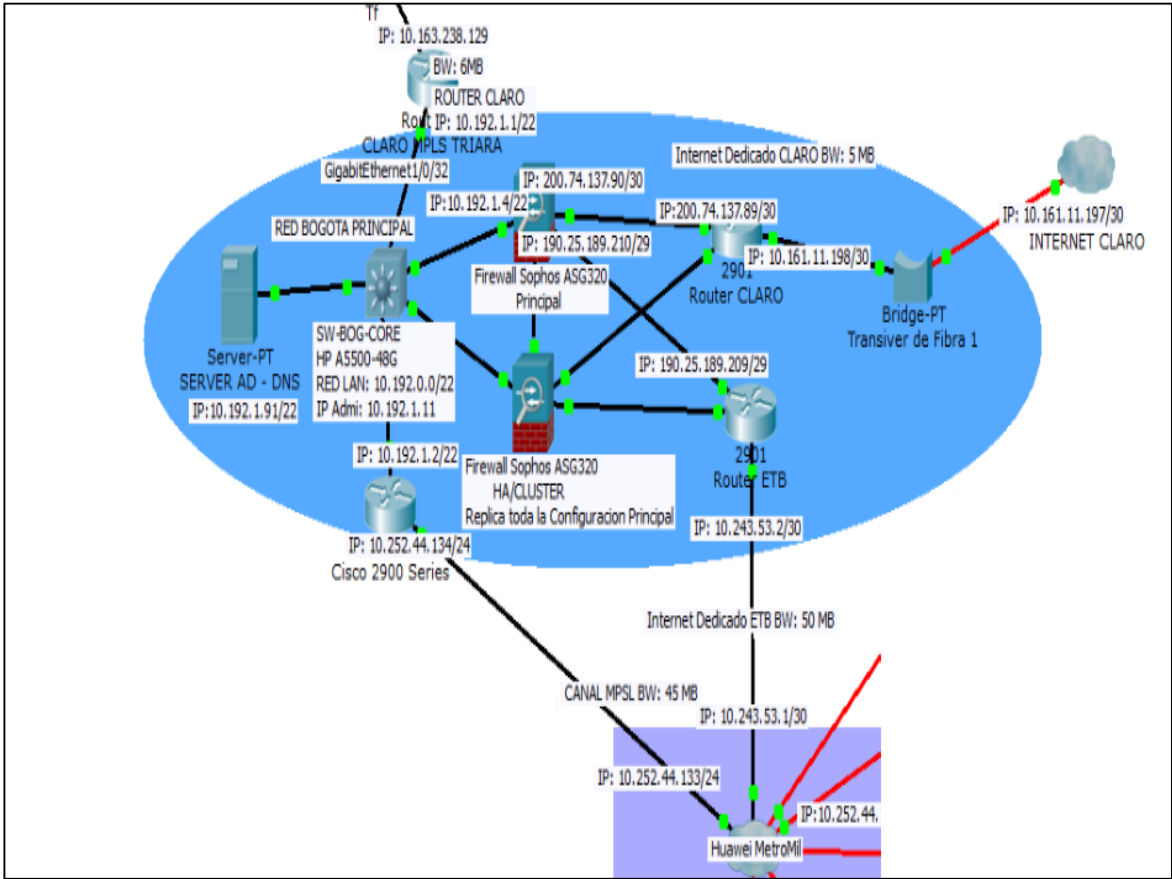 Tf
IP: 10.163.238.129
BW: 6MB
ROUTER CLARO
Rout
IP: 10.192.1.1/22
CLARO MPLS TRIARA
GigabitEthernet1/0/32
Internet Dedicado CLARO BW: 5 MB
IP: 200.74.137.90/30
IP:10.192.1.4/22
IP:200.74.137.89/30
IP: 10.161.11.197/30
INTERNET CLARO
RED BOGOTA PRINCIPAL
IP: 190.25.189.210/29
IP: 10.161.11.198/30
Firewall Sophos ASG320
Principal
2901
Router CLARO
Bridge-PT
Transiver de Fibra 1
Server-PT
SERVER AD - DNS
IP:10.192.1.91/22
SW-BOG-CORE
HP A5500-48G
RED LAN: 10.192.0.0/22
IP Admi: 10.192.1.11
IP: 190.25.189.209/29
IP: 10.192.1.2/22
2901
Router ETB
Firewall Sophos ASG320
HA/CLUSTER
Replica toda la Configuracion Principal
IP: 10.252.44.134/24
Cisco 2900 Series
IP: 10.243.53.2/30
Internet Dedicado ETB BW: 50 MB
CANAL MPSL BW: 45 MB
IP: 10.243.53.1/30
IP: 10.252.44.133/24
IP:10.252.44.
Huawei MetroMil